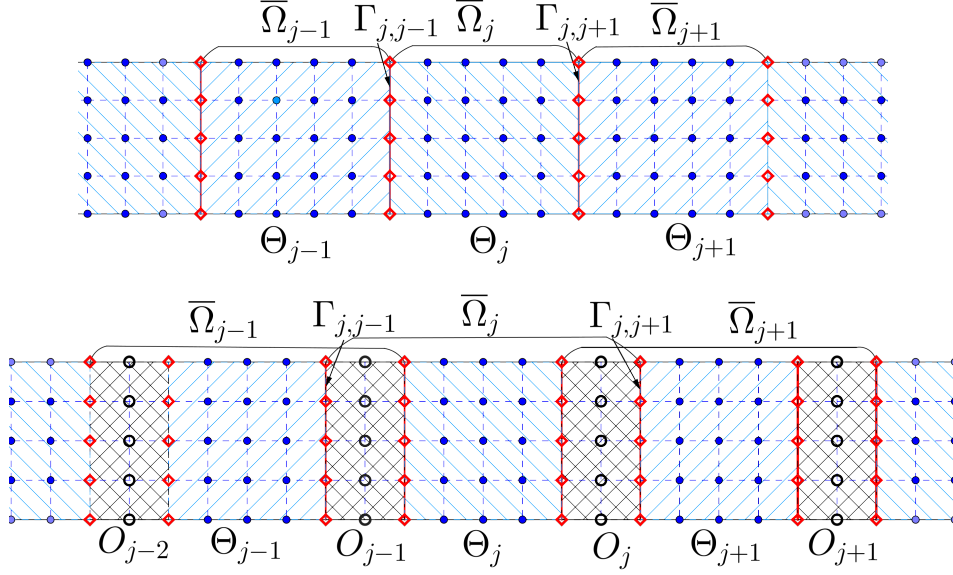 Ω̅_{j-1} Γ_{j,j-1} Ω̅_j Γ_{j,j+1} Ω̅_{j+1}
Θ_{j-1} Θ_j Θ_{j+1}
Ω̅_{j-1} Γ_{j,j-1} Ω̅_j Γ_{j,j+1} Ω̅_{j+1}
O_{j-2} Θ_{j-1} O_{j-1} Θ_j O_j Θ_{j+1} O_{j+1}